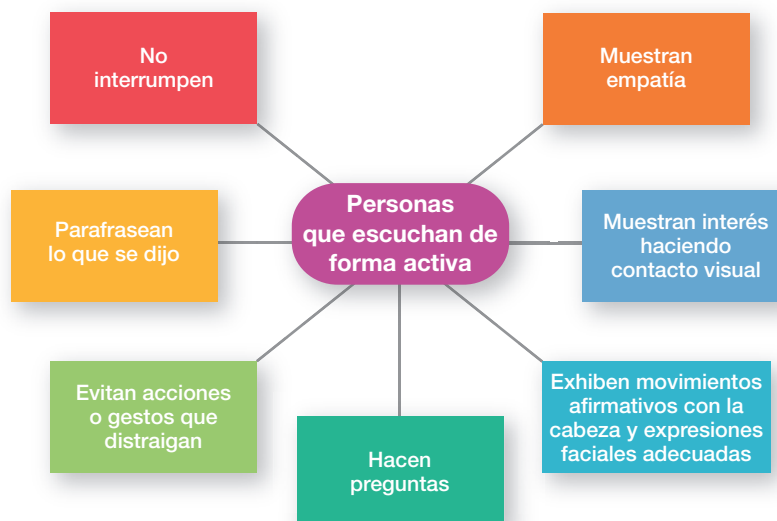 No
interrumpen
Muestran
empatía
Personas
que escuchan de
forma activa
Parafrasean
lo que se dijo
Muestran interés
haciendo
contacto visual
Evitan acciones
o gestos que
distraigan
Hacen
preguntas
Exhiben movimientos
afirmativos con la
cabeza y expresiones
faciales adecuadas